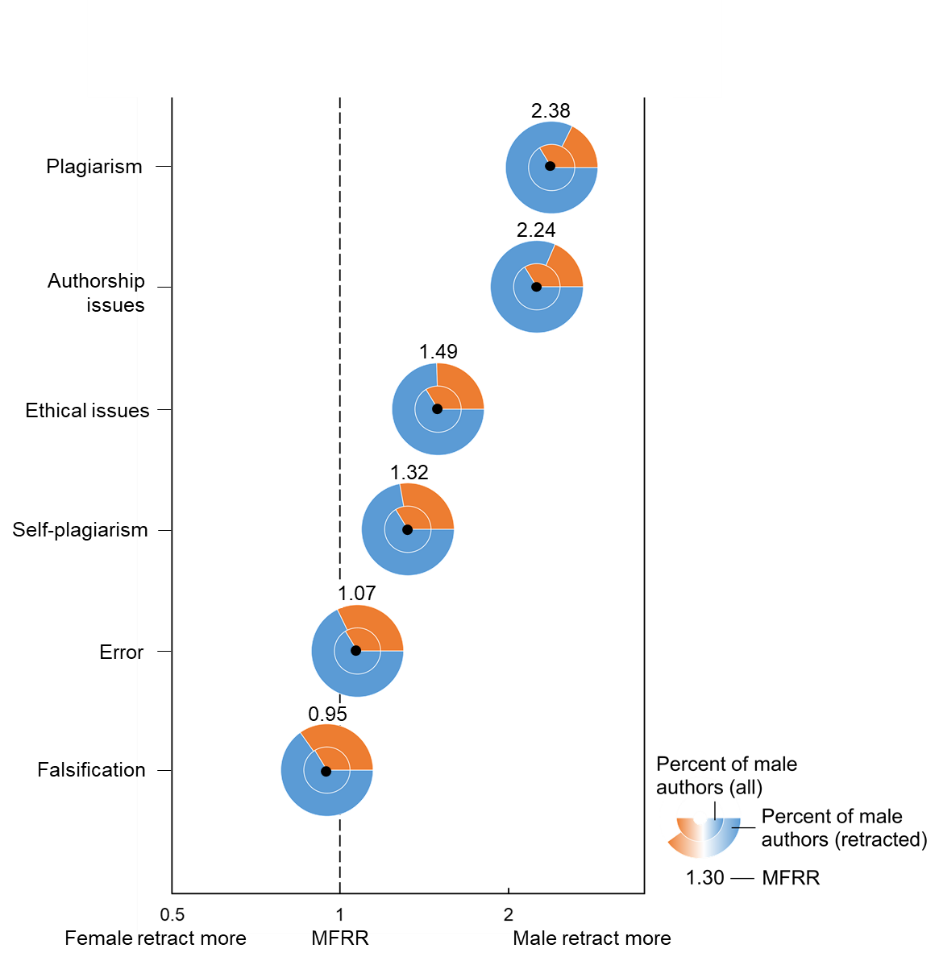 2.38
Plagiarism
2.24
Authorship
issues
1.49
Ethical issues
1.32
Self-plagiarism
1.07
Error
0.95
Falsification
Percent of male
authors (all)
Percent of male
authors (retracted)
1.30 — MFRR
0.5
1
2
Female retract more
MFRR
Male retract more